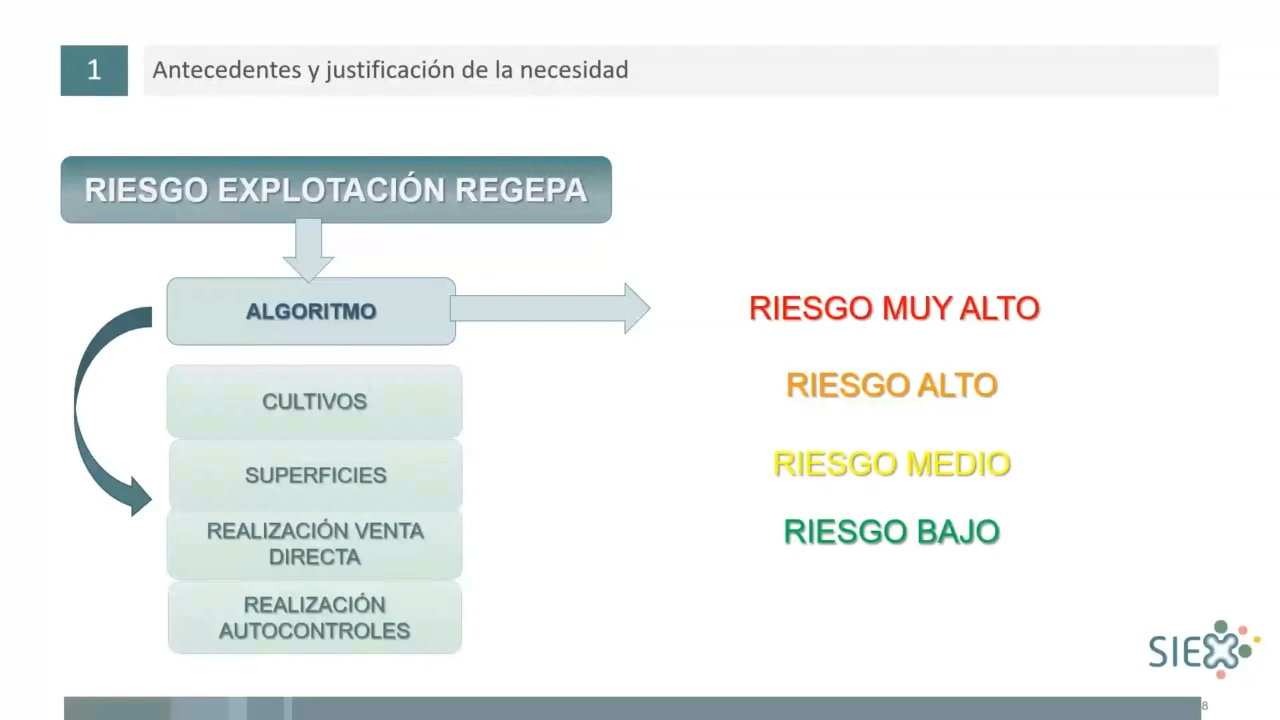 1
Antecedentes y justificación de la necesidad
RIESGO EXPLOTACIÓN REGEPA
ALGORITMO
CULTIVOS
SUPERFICIES
REALIZACIÓN VENTA
DIRECTA
REALIZACIÓN
AUTOCONTROLES
RIESGO MUY ALTO
RIESGO ALTO
RIESGO MEDIO
RIESGO BAJO
SIEX
8